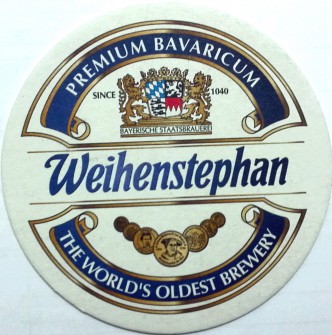 PREMIUM BAVARICUM
SINCE 1040
BAYERISCHE STAATSBRAUEREI
Weihenstephan
THE WORLD'S OLDEST BREWERY